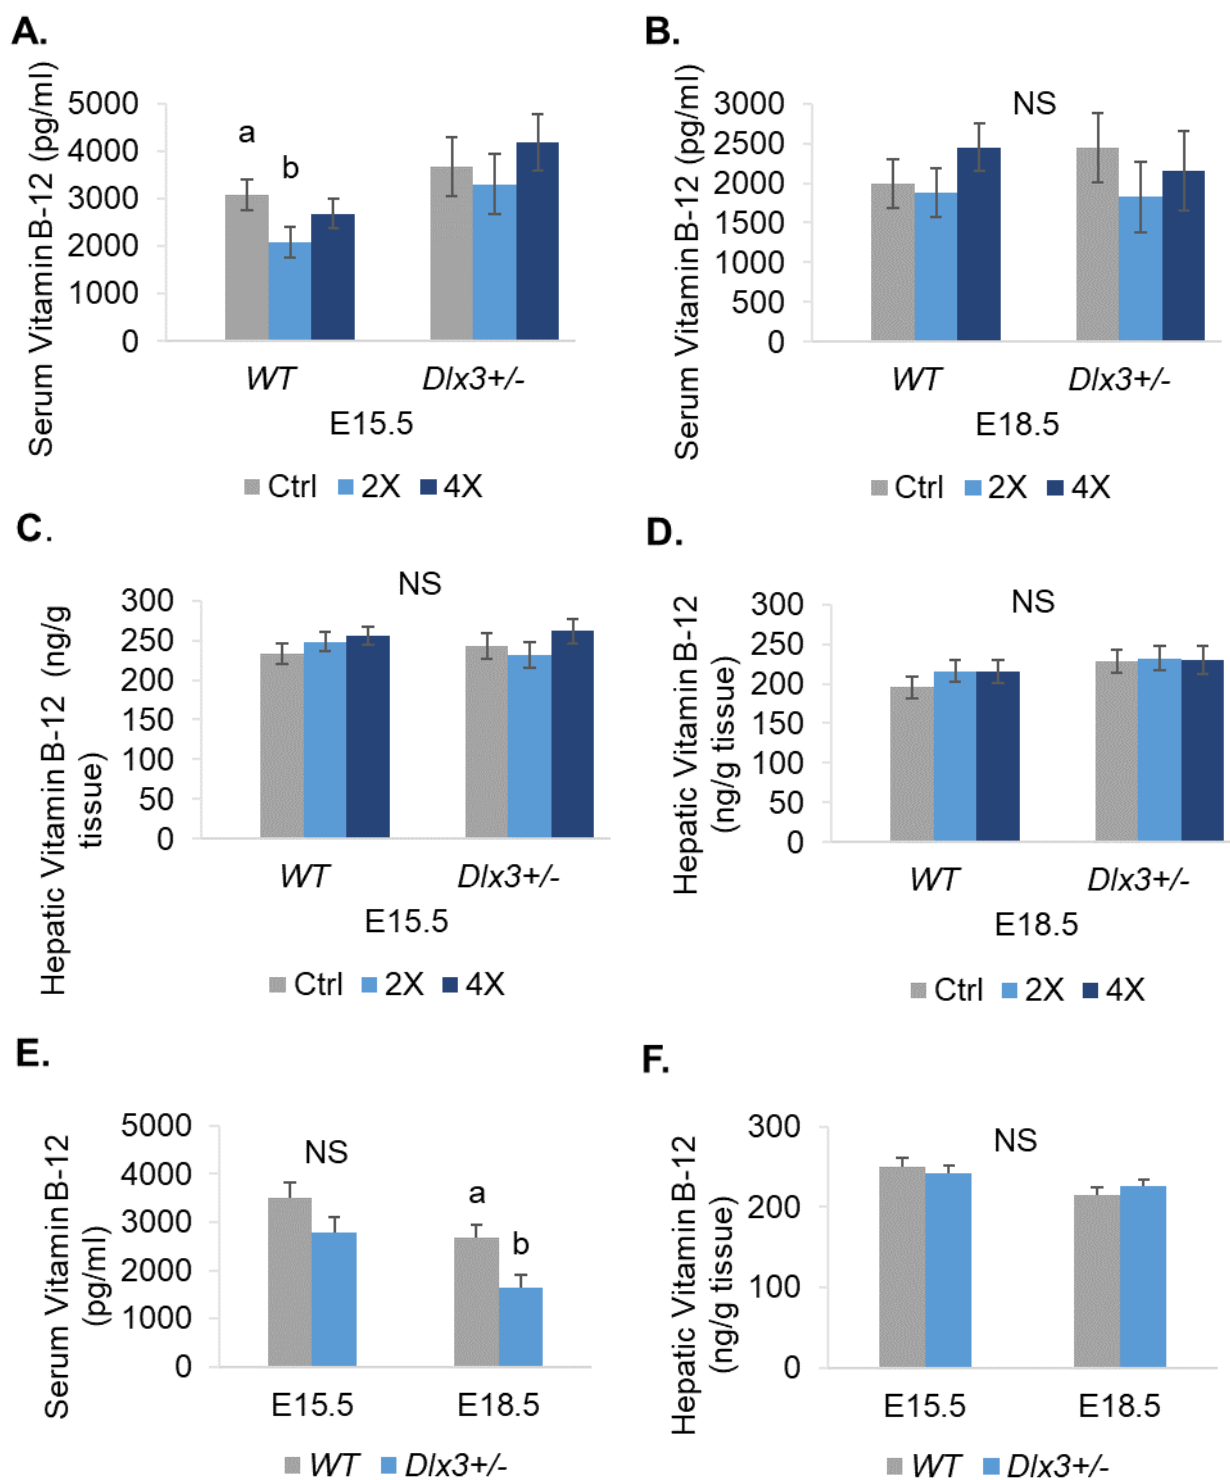 A.
Serum Vitamin B-12 (pg/ml)
5000
4000
3000
2000
1000
0
a
b
WT Dlx3+/-
E15.5
Ctrl 2X 4X
B.
Serum Vitamin B-12 (pg/ml)
3000
2500
2000
1500
1000
500
0
NS
WT Dlx3+/-
E18.5
Ctrl 2X 4X
C.
Hepatic Vitamin B-12 (ng/g
tissue)
300
250
200
150
100
50
0
NS
WT Dlx3+/-
E15.5
Ctrl 2X 4X
D.
Hepatic Vitamin B-12
(ng/g tissue)
300
250
200
150
100
50
0
NS
WT Dlx3+/-
E18.5
Ctrl 2X 4X
E.
Serum Vitamin B-12
(pg/ml)
5000
4000
3000
2000
1000
0
NS
a
b
E15.5 E18.5
WT Dlx3+/-
F.
Hepatic Vitamin B-12
(ng/g tissue)
300
200
100
0
NS
E15.5 E18.5
WT Dlx3+/-